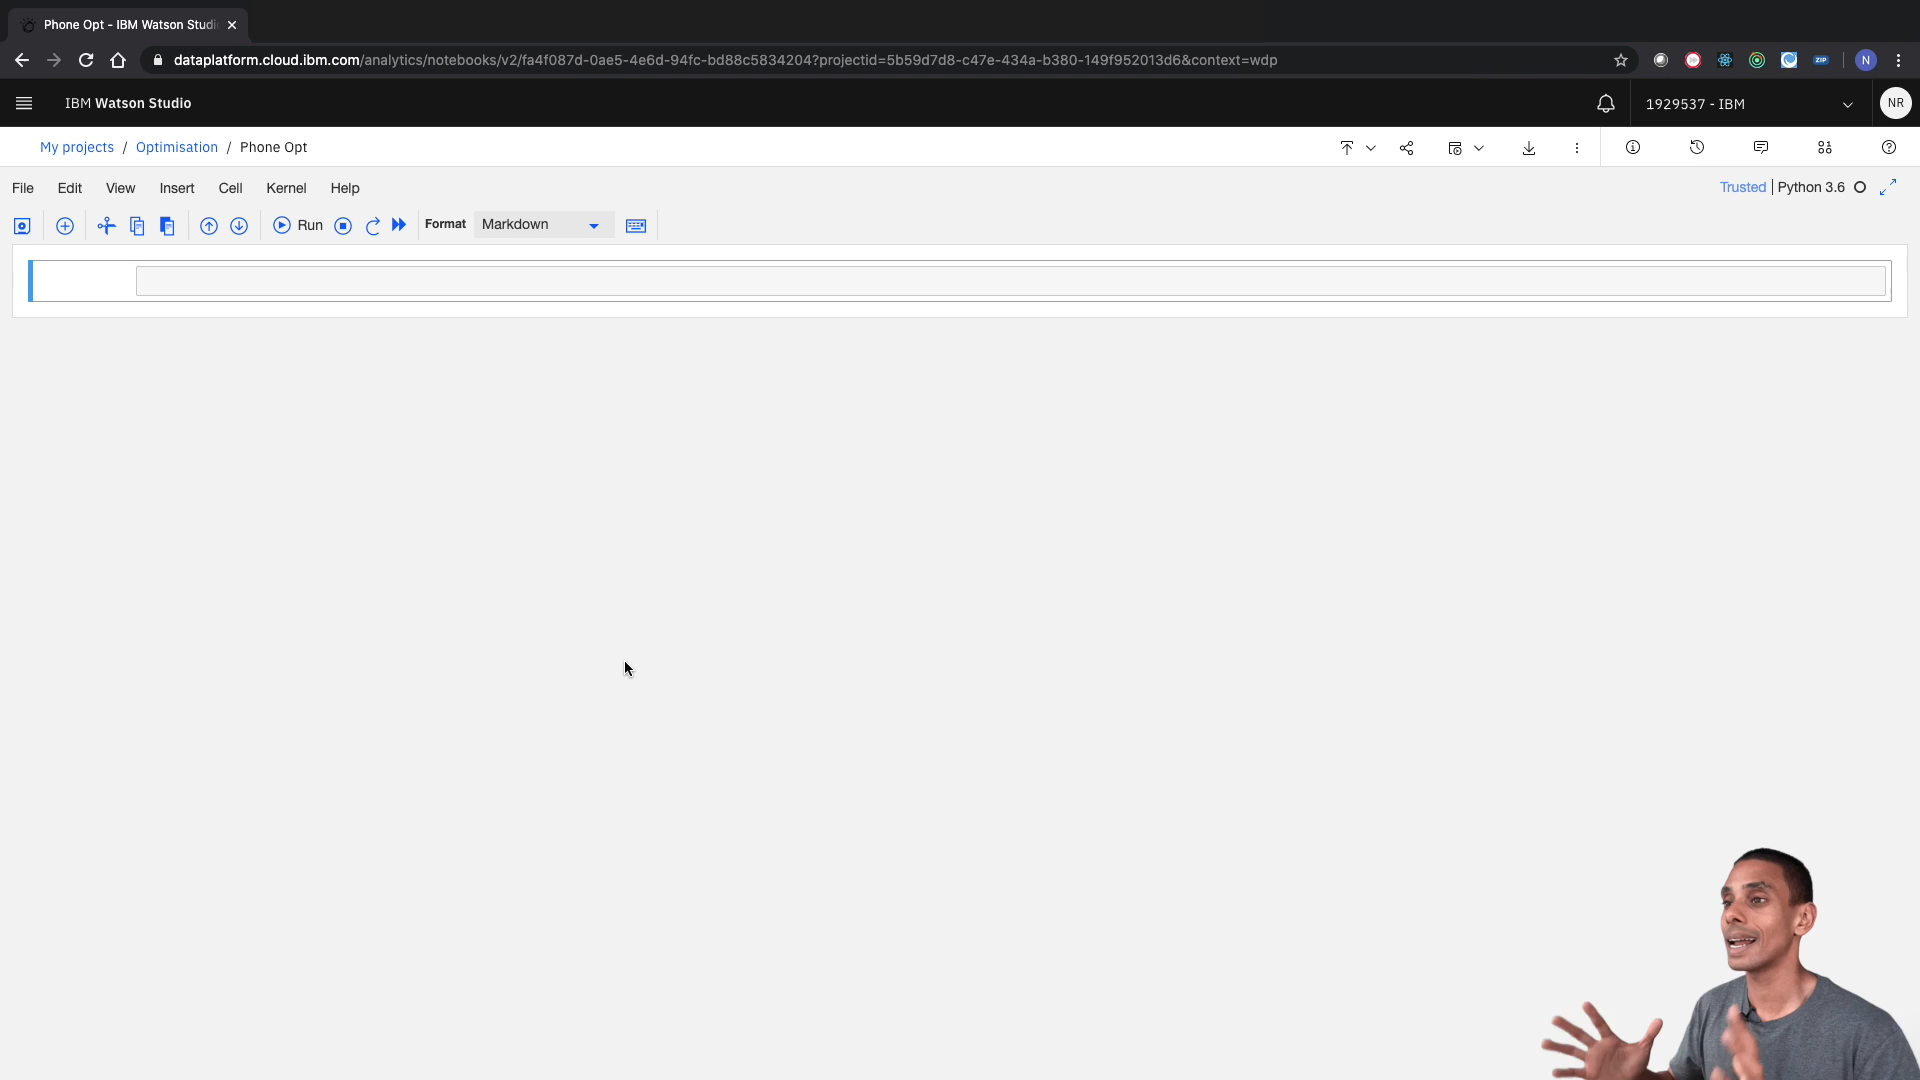 Phone Opt - IBM Watson Studi
dataplatform.cloud.ibm.com/analytics/notebooks/v2/fa4f087d-0ae5-4e6d-94fc-bd88c5834204?projectid=5b59d7d8-c47e-434a-b380-149f952013d6&context=wdp
ZIP
N
IBM Watson Studio
1929537 - IBM
NR
My projects / Optimisation / Phone Opt
File Edit View Insert Cell Kernel Help
Trusted | Python 3.6
Run
Format
Markdown